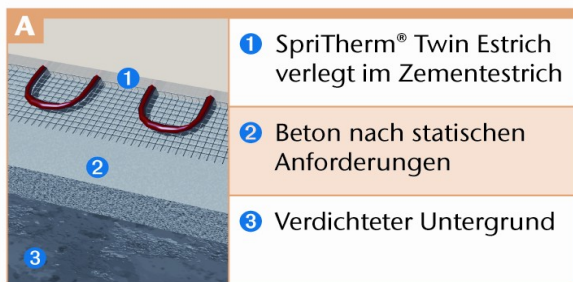 A
1 SpriTherm® Twin Estrich
verlegt im Zementestrich
2 Beton nach statischen
Anforderungen
3 Verdichteter Untergrund
1
2
3